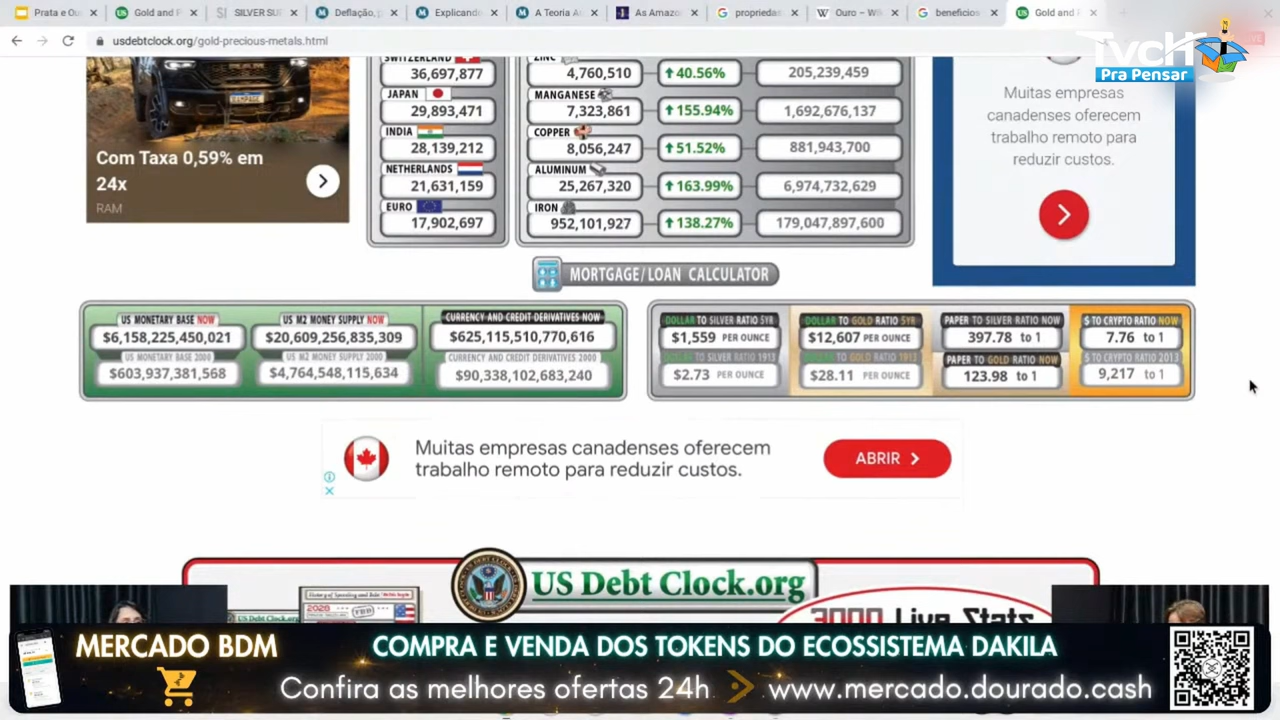 Prata e Ou
Gold and P
SILVER SUR
Deflação, p
Explicando
A Teoria A
As Amazo
propriedas
Ouro – Wik
beneficios
Gold and P
usdebtclock.org/gold-precious-metals.html
Tvch
Pra Pensar
RAMPAGE
Com Taxa 0,59% em
24x
RAM
SWITZERLAND
36,697,877
JAPAN
29,893,471
INDIA
28,139,212
NETHERLANDS
21,631,159
EURO
17,902,697
ZINC
4,760,510 40.56% 205,239,459
MANGANESE
7,323,861 155.94% 1,692,676,137
COPPER
8,056,247 51.52% 881,943,700
ALUMINUM
25,267,320 163.99% 6,974,732,629
IRON
952,101,927 138.27% 179,047,897,600
Muitas empresas
canadenses oferecem
trabalho remoto para
reduzir custos.
MORTGAGE/LOAN CALCULATOR
US MONETARY BASE NOW
$6,158,225,450,021
US MONETARY BASE 2000
$603,937,381,568
US M2 MONEY SUPPLY NOW
$20,609,256,835,309
US M2 MONEY SUPPLY 2000
$4,764,548,115,634
CURRENCY AND CREDIT DERIVATIVES NOW
$625,115,510,770,616
CURRENCY AND CREDIT DERIVATIVES 2000
$90,338,102,683,240
DOLLAR TO SILVER RATIO 5YR
$1,559 PER OUNCE
DOLLAR TO SILVER RATIO 1913
$2.73 PER OUNCE
DOLLAR TO GOLD RATIO 5YR
$12,607 PER OUNCE
DOLLAR TO GOLD RATIO 1913
$28.11 PER OUNCE
PAPER TO SILVER RATIO NOW
397.78 to 1
PAPER TO GOLD RATIO NOW
123.98 to 1
$ TO CRYPTO RATIO NOW
7.76 to 1
$ TO CRYPTO RATIO 2013
9,217 to 1
Muitas empresas canadenses oferecem
trabalho remoto para reduzir custos.
ABRIR
US Debt Clock.org
3000 Live Stats
MERCADO BDM
COMPRA E VENDA DOS TOKENS DO ECOSSISTEMA DAKILA
Confira as melhores ofertas 24h > www.mercado.dourado.cash